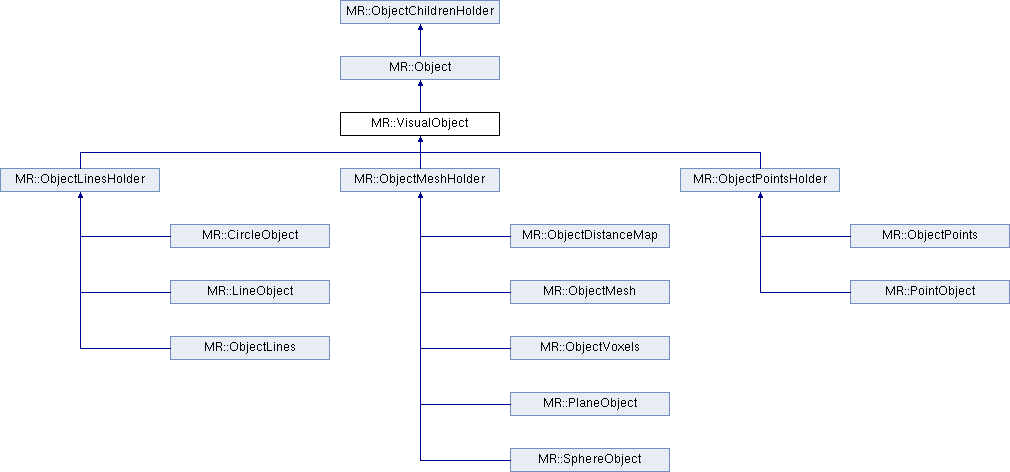 MR::ObjectChildrenHolder
MR::Object
MR::VisualObject
MR::ObjectLinesHolder
MR::ObjectMeshHolder
MR::ObjectPointsHolder
MR::CircleObject
MR::ObjectDistanceMap
MR::ObjectPoints
MR::LineObject
MR::ObjectMesh
MR::PointObject
MR::ObjectLines
MR::ObjectVoxels
MR::PlaneObject
MR::SphereObject